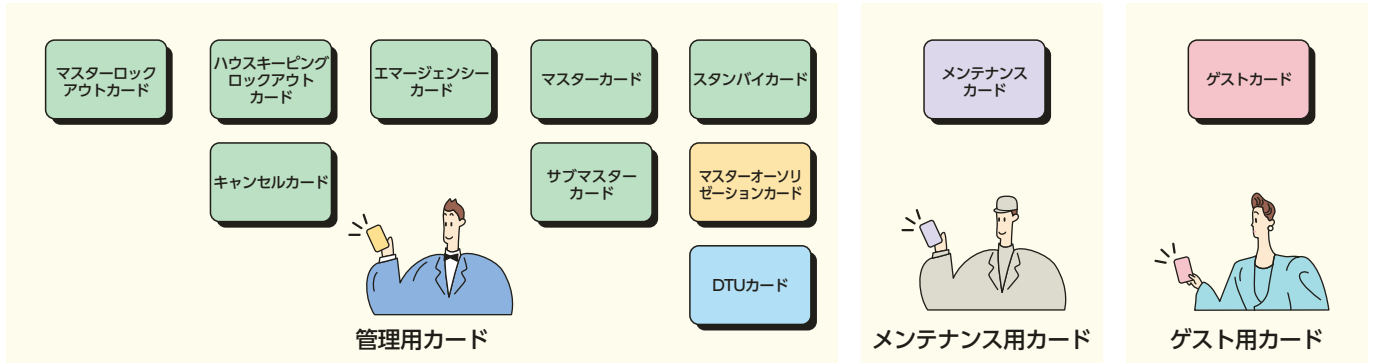 マスターロック
アウトカード
ハウスキーピング
ロックアウト
カード
エマージェンシー
カード
マスターカード
スタンバイカード
キャンセルカード
サブマスター
カード
マスターオーソリ
ゼーションカード
DTUカード
管理用カード
メンテナンス
カード
メンテナンス用カード
ゲストカード
ゲスト用カード